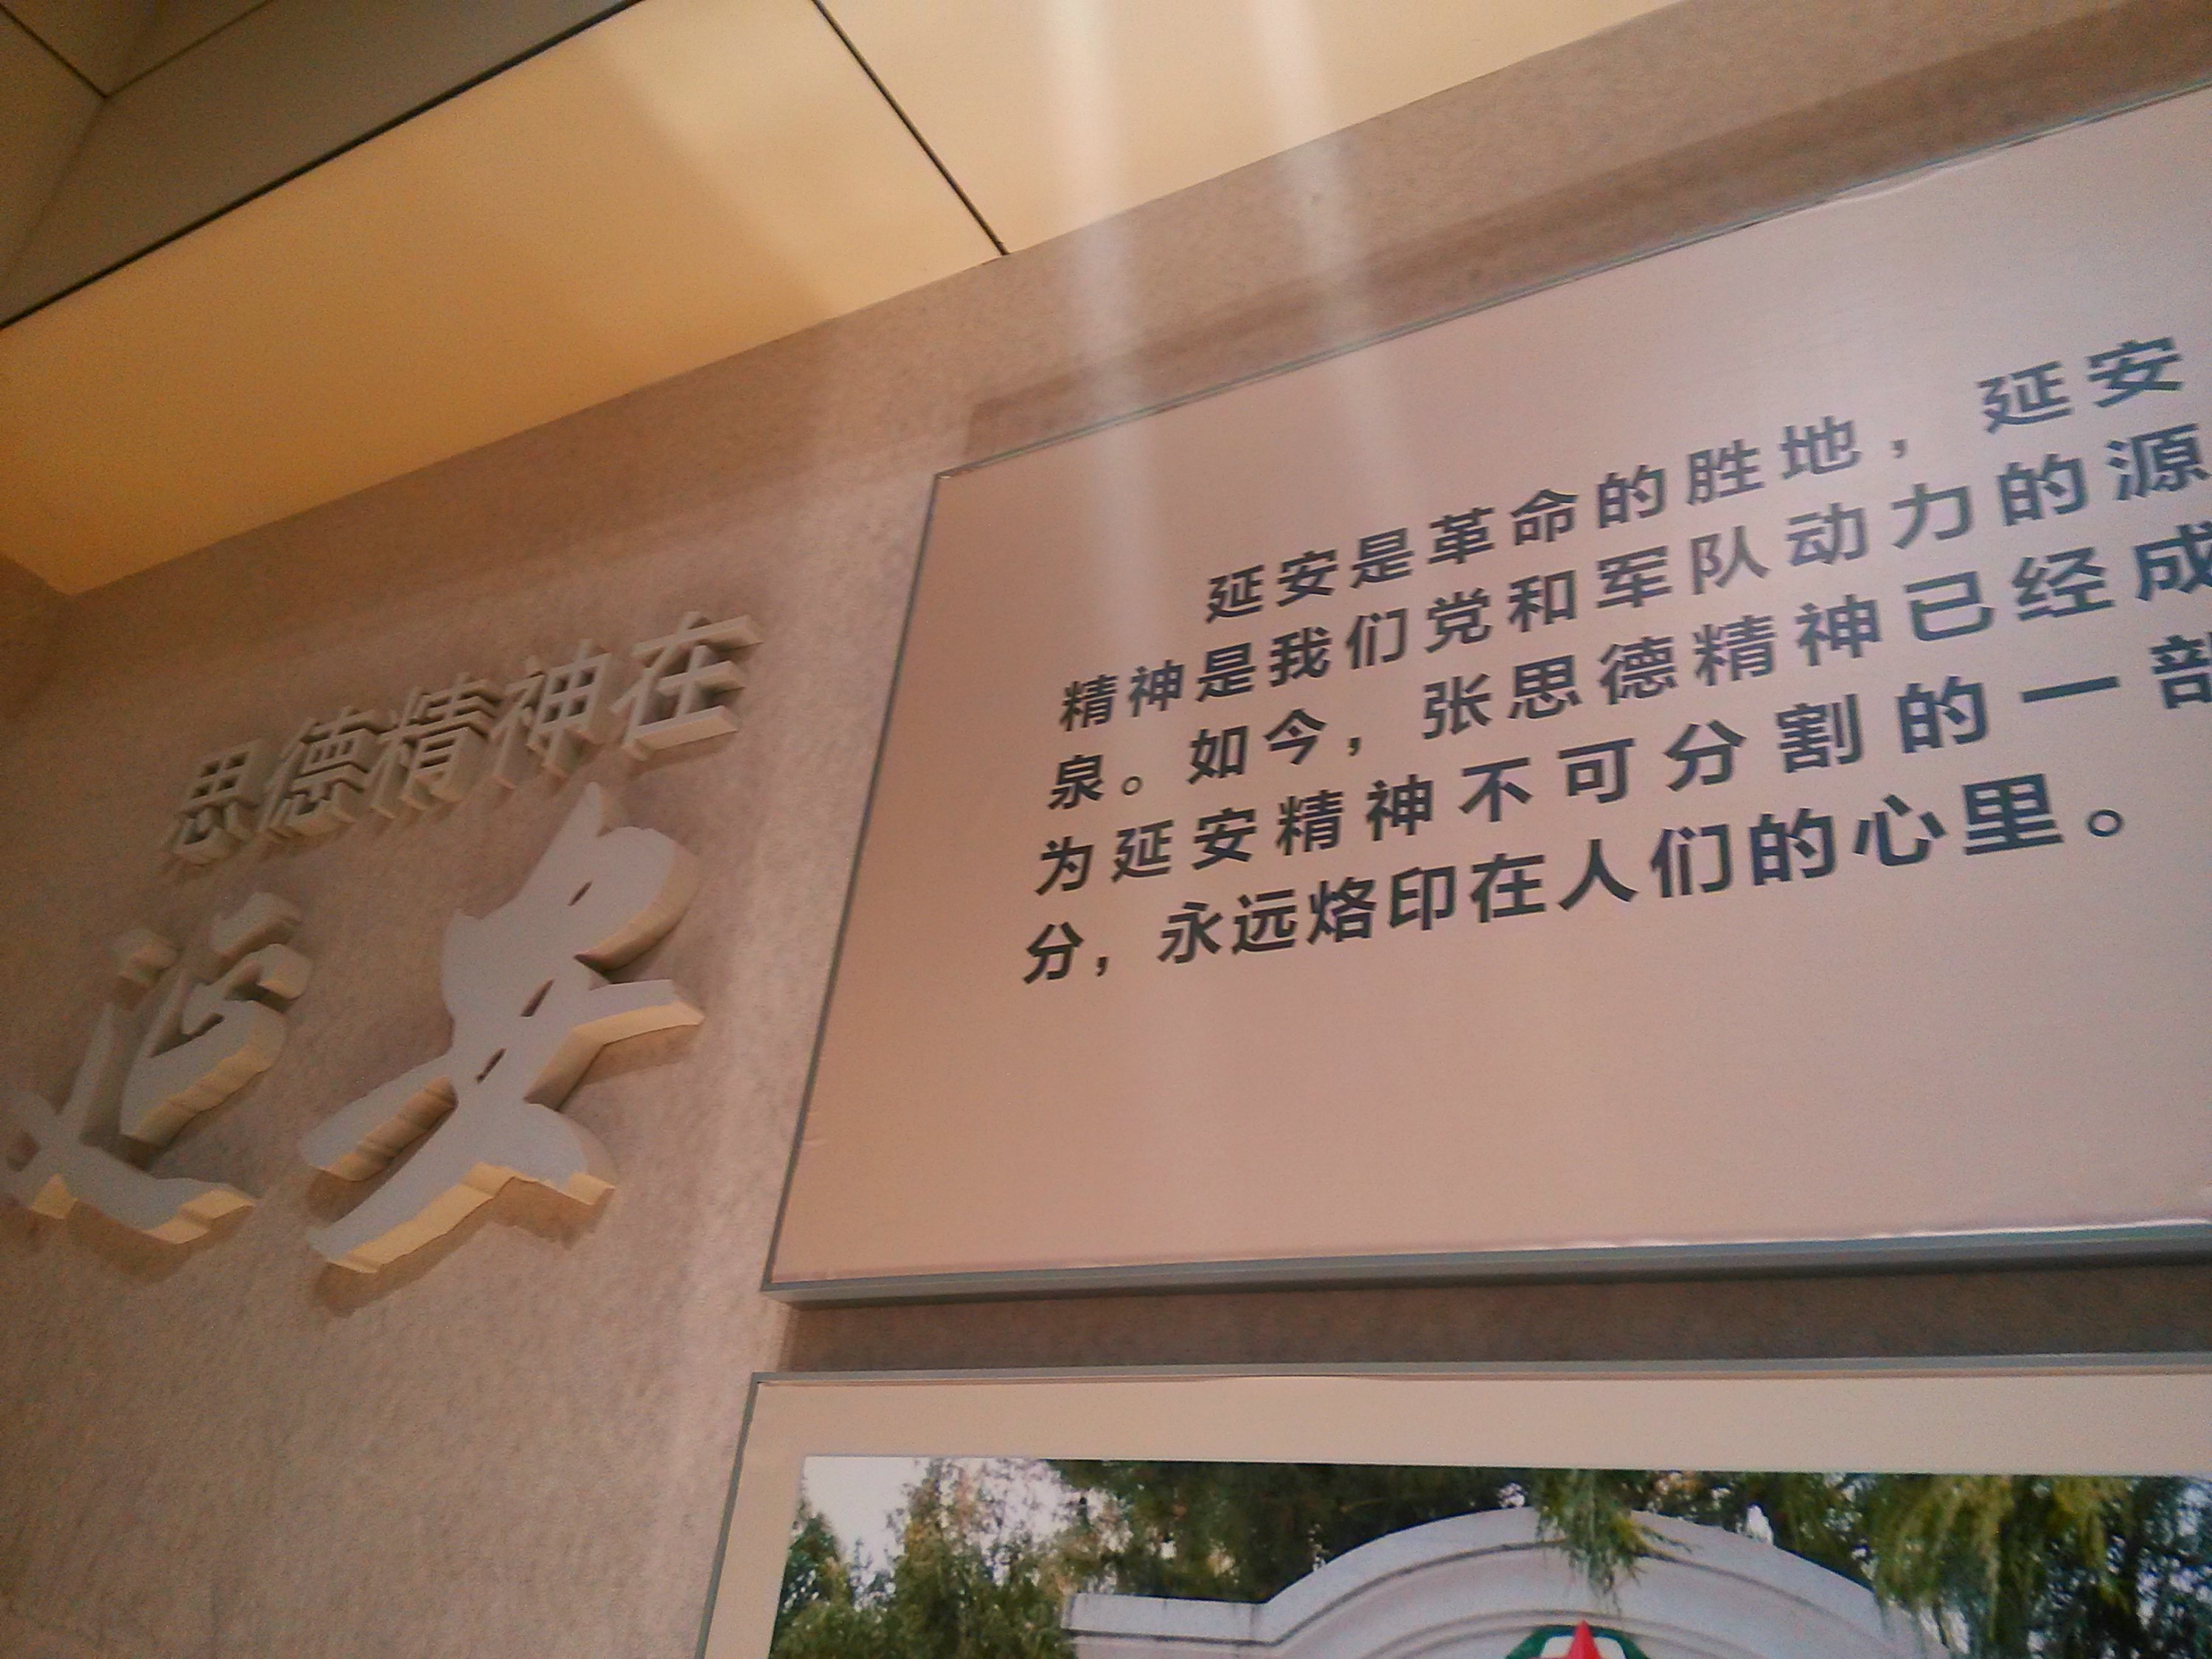 思德精神在
延安
延安是革命的胜地，延安
精神是我们党和军队动力的源
泉。如今，张思德精神已经成
为延安精神不可分割的一部
分，永远烙印在人们的心里。